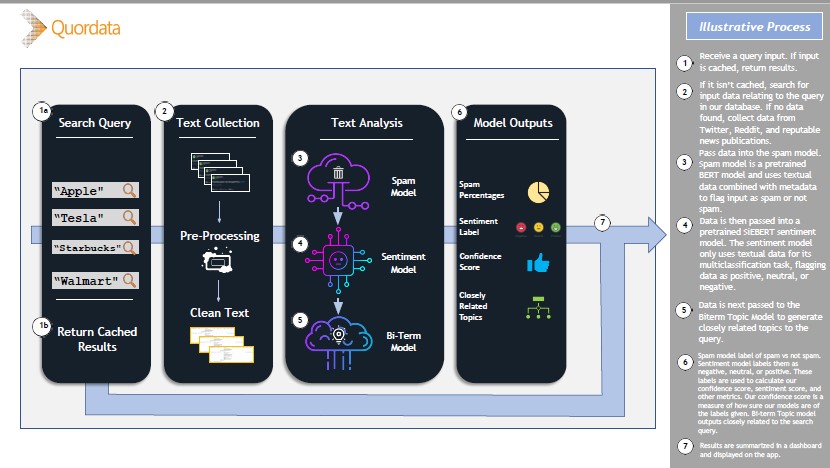 Quordata
Illustrative Process
1a
Search Query
"Apple"
"Tesla"
"Starbucks"
"Walmart"
1b
Return Cached
Results
2
Text Collection
Pre-Processing
Clean Text
Text Analysis
3
Spam
Model
4
Sentiment
Model
5
Bi-Term
Model
6
Model Outputs
Spam
Percentages
Sentiment
Label
Confidence
Score
Closely
Related
Topics
7
1
Receive a query input. If input
is cached, return results.
2
If it isn't cached, search for
input data relating to the query
in our database. If no data
found, collect data from
Twitter, Reddit, and reputable
news publications.
3
Pass data into the spam model.
Spam model is a pretrained
BERT model and uses textual
data combined with metadata
to flag input as spam or not
spam.
4
Data is then passed into a
pretrained SiEBERT sentiment
model. The sentiment model
only uses textual data for its
multiclassification task, flagging
data as positive, neutral, or
negative.
5
Data is next passed to the
Biterm Topic Model to generate
closely related topics to the
query.
6
Spam model label of spam vs not spam.
Sentiment model labels them as
negative, neutral, or positive. These
labels are used to calculate our
confidence score, sentiment score, and
other metrics. Our confidence score is a
measure of how sure our models are of
the labels given. Bi-term Topic model
outputs closely related to the search
query.
7
Results are summarized in a dashboard
and displayed on the app.